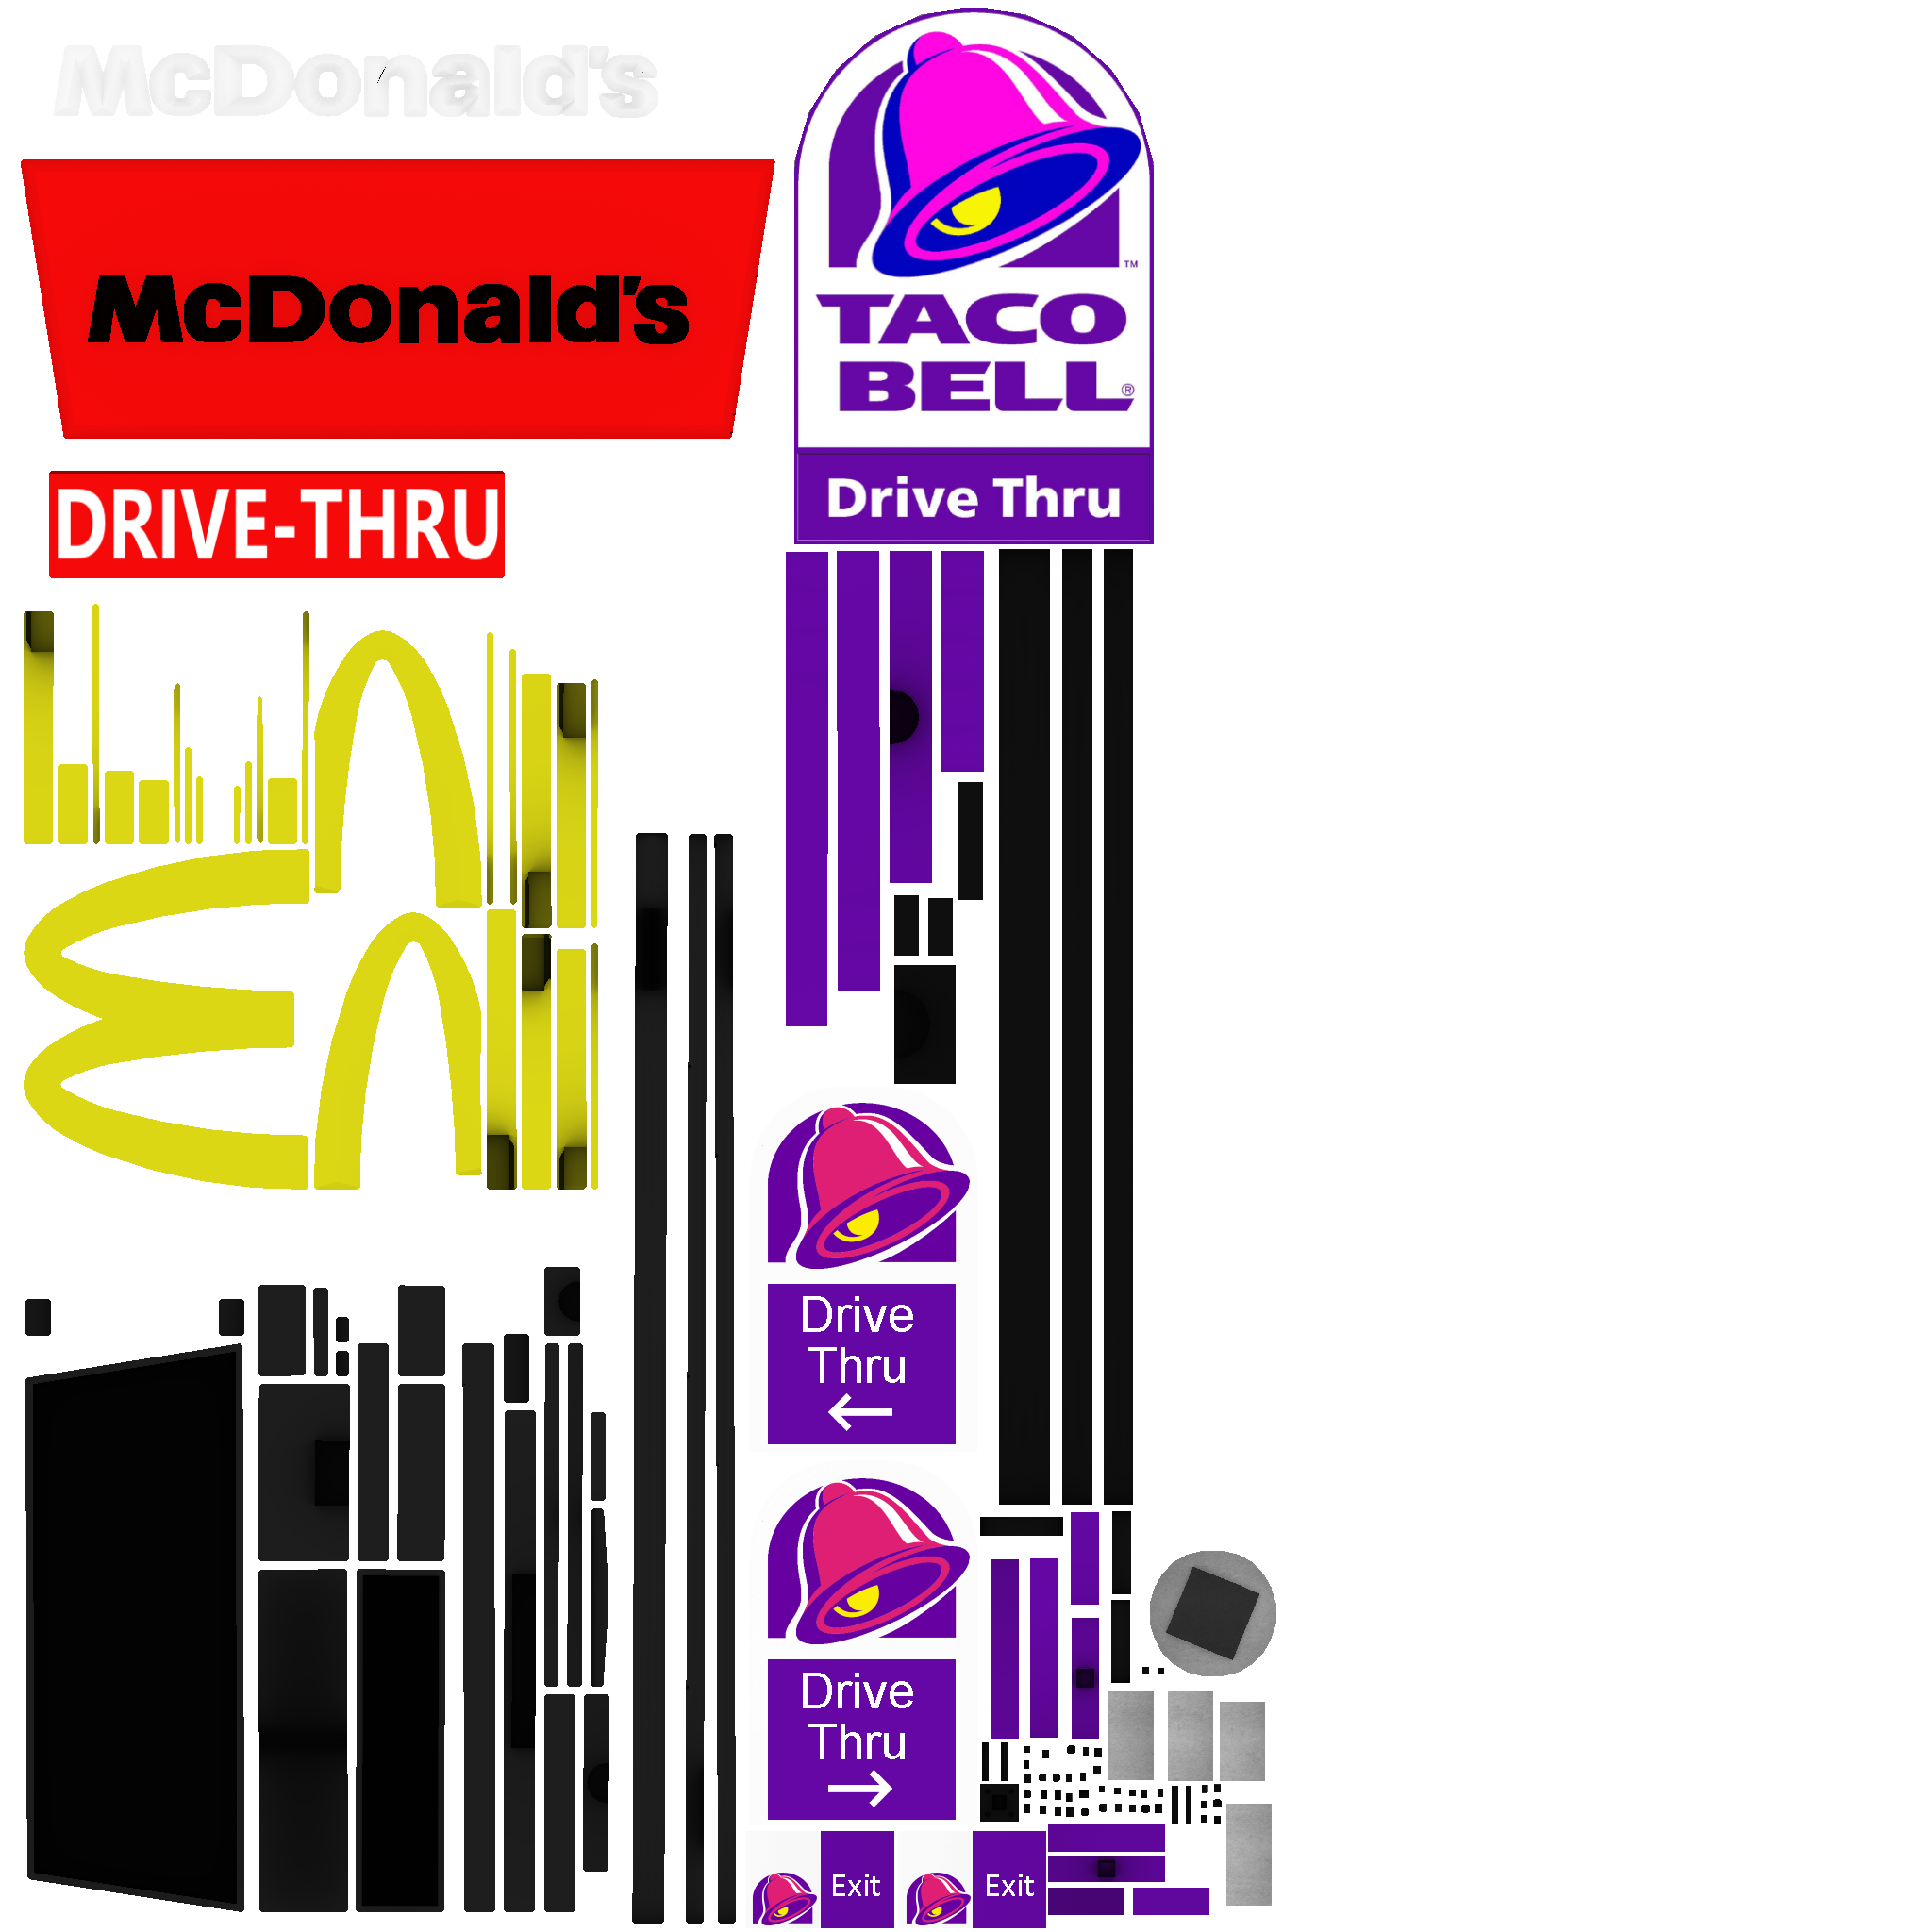 McDonald's
McDonald's
DRIVE-THRU
TM
TACO
BELL®
Drive Thru
Drive
Thru
←
Drive
Thru
→
Exit
Exit